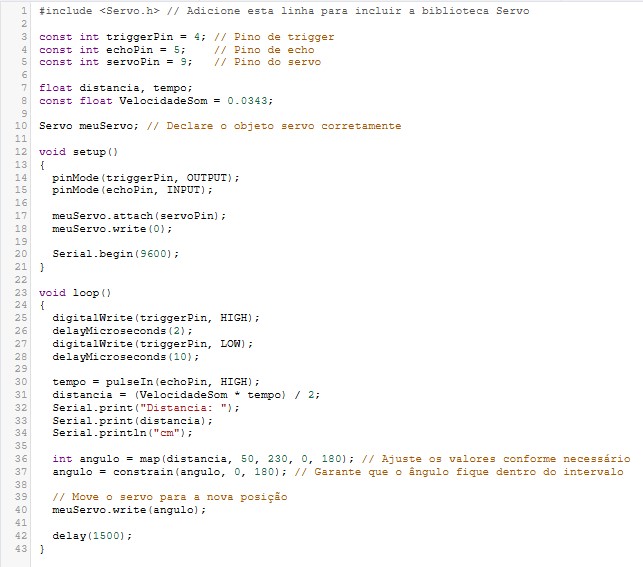 1 #include <Servo.h> // Adicione esta linha para incluir a biblioteca Servo
2
3 const int triggerPin = 4; // Pino de trigger
4 const int echoPin = 5;    // Pino de echo
5 const int servoPin = 9;   // Pino do servo
6
7 float distancia, tempo;
8 const float VelocidadeSom = 0.0343;
9
10 Servo meuServo; // Declare o objeto servo corretamente
11
12 void setup()
13 {
14   pinMode(triggerPin, OUTPUT);
15   pinMode(echoPin, INPUT);
16
17   meuServo.attach(servoPin);
18   meuServo.write(0);
19
20   Serial.begin(9600);
21 }
22
23 void loop()
24 {
25   digitalWrite(triggerPin, HIGH);
26   delayMicroseconds(2);
27   digitalWrite(triggerPin, LOW);
28   delayMicroseconds(10);
29
30   tempo = pulseIn(echoPin, HIGH);
31   distancia = (VelocidadeSom * tempo) / 2;
32   Serial.print("Distancia: ");
33   Serial.print(distancia);
34   Serial.println("cm");
35
36   int angulo = map(distancia, 50, 230, 0, 180); // Ajuste os valores conforme necessário
37   angulo = constrain(angulo, 0, 180); // Garante que o ângulo fique dentro do intervalo
38
39   // Move o servo para a nova posição
40   meuServo.write(angulo);
41
42   delay(1500);
43 }